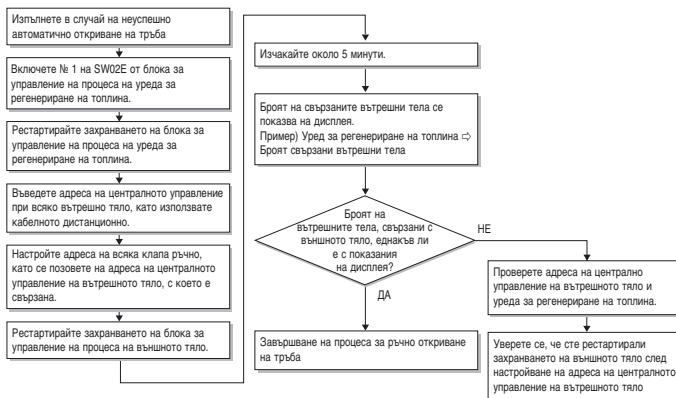 Изпълнете в случай на неуспешно
автоматично откриване на тръба
Включете № 1 на SW02E от блока за
управление на процеса на уреда за
регенериране на топлина.
Рестартирайте захранването на блока за
управление на процеса на уреда за
регенериране на топлина.
Въведете адреса на централното управление
при всяко вътрешно тяло, като използвате
кабелното дистанционно.
Настройте адреса на всяка клапа ръчно,
като се позовете на адреса на централното
управление на вътрешното тяло, с което е
свързана.
Рестартирайте захранването на блока за
управление на процеса на външното тяло.
Изчакайте около 5 минути.
Броят на свързаните вътрешни тела се
показва на дисплея.
Пример) Уред за регенериране на топлина ⇨
Броят свързани вътрешни тела
Броят на
вътрешните тела, свързани с
външното тяло, еднакъв ли
е с показания
на дисплея?
НЕ
ДА
Завършване на процеса за ръчно откриване
на тръба
Проверете адреса на централно
управление на вътрешното тяло и
уреда за регенериране на топлина.
Уверете се, че сте рестартирали
захранването на външното тяло след
настройване на адреса на централното
управление на вътрешното тяло